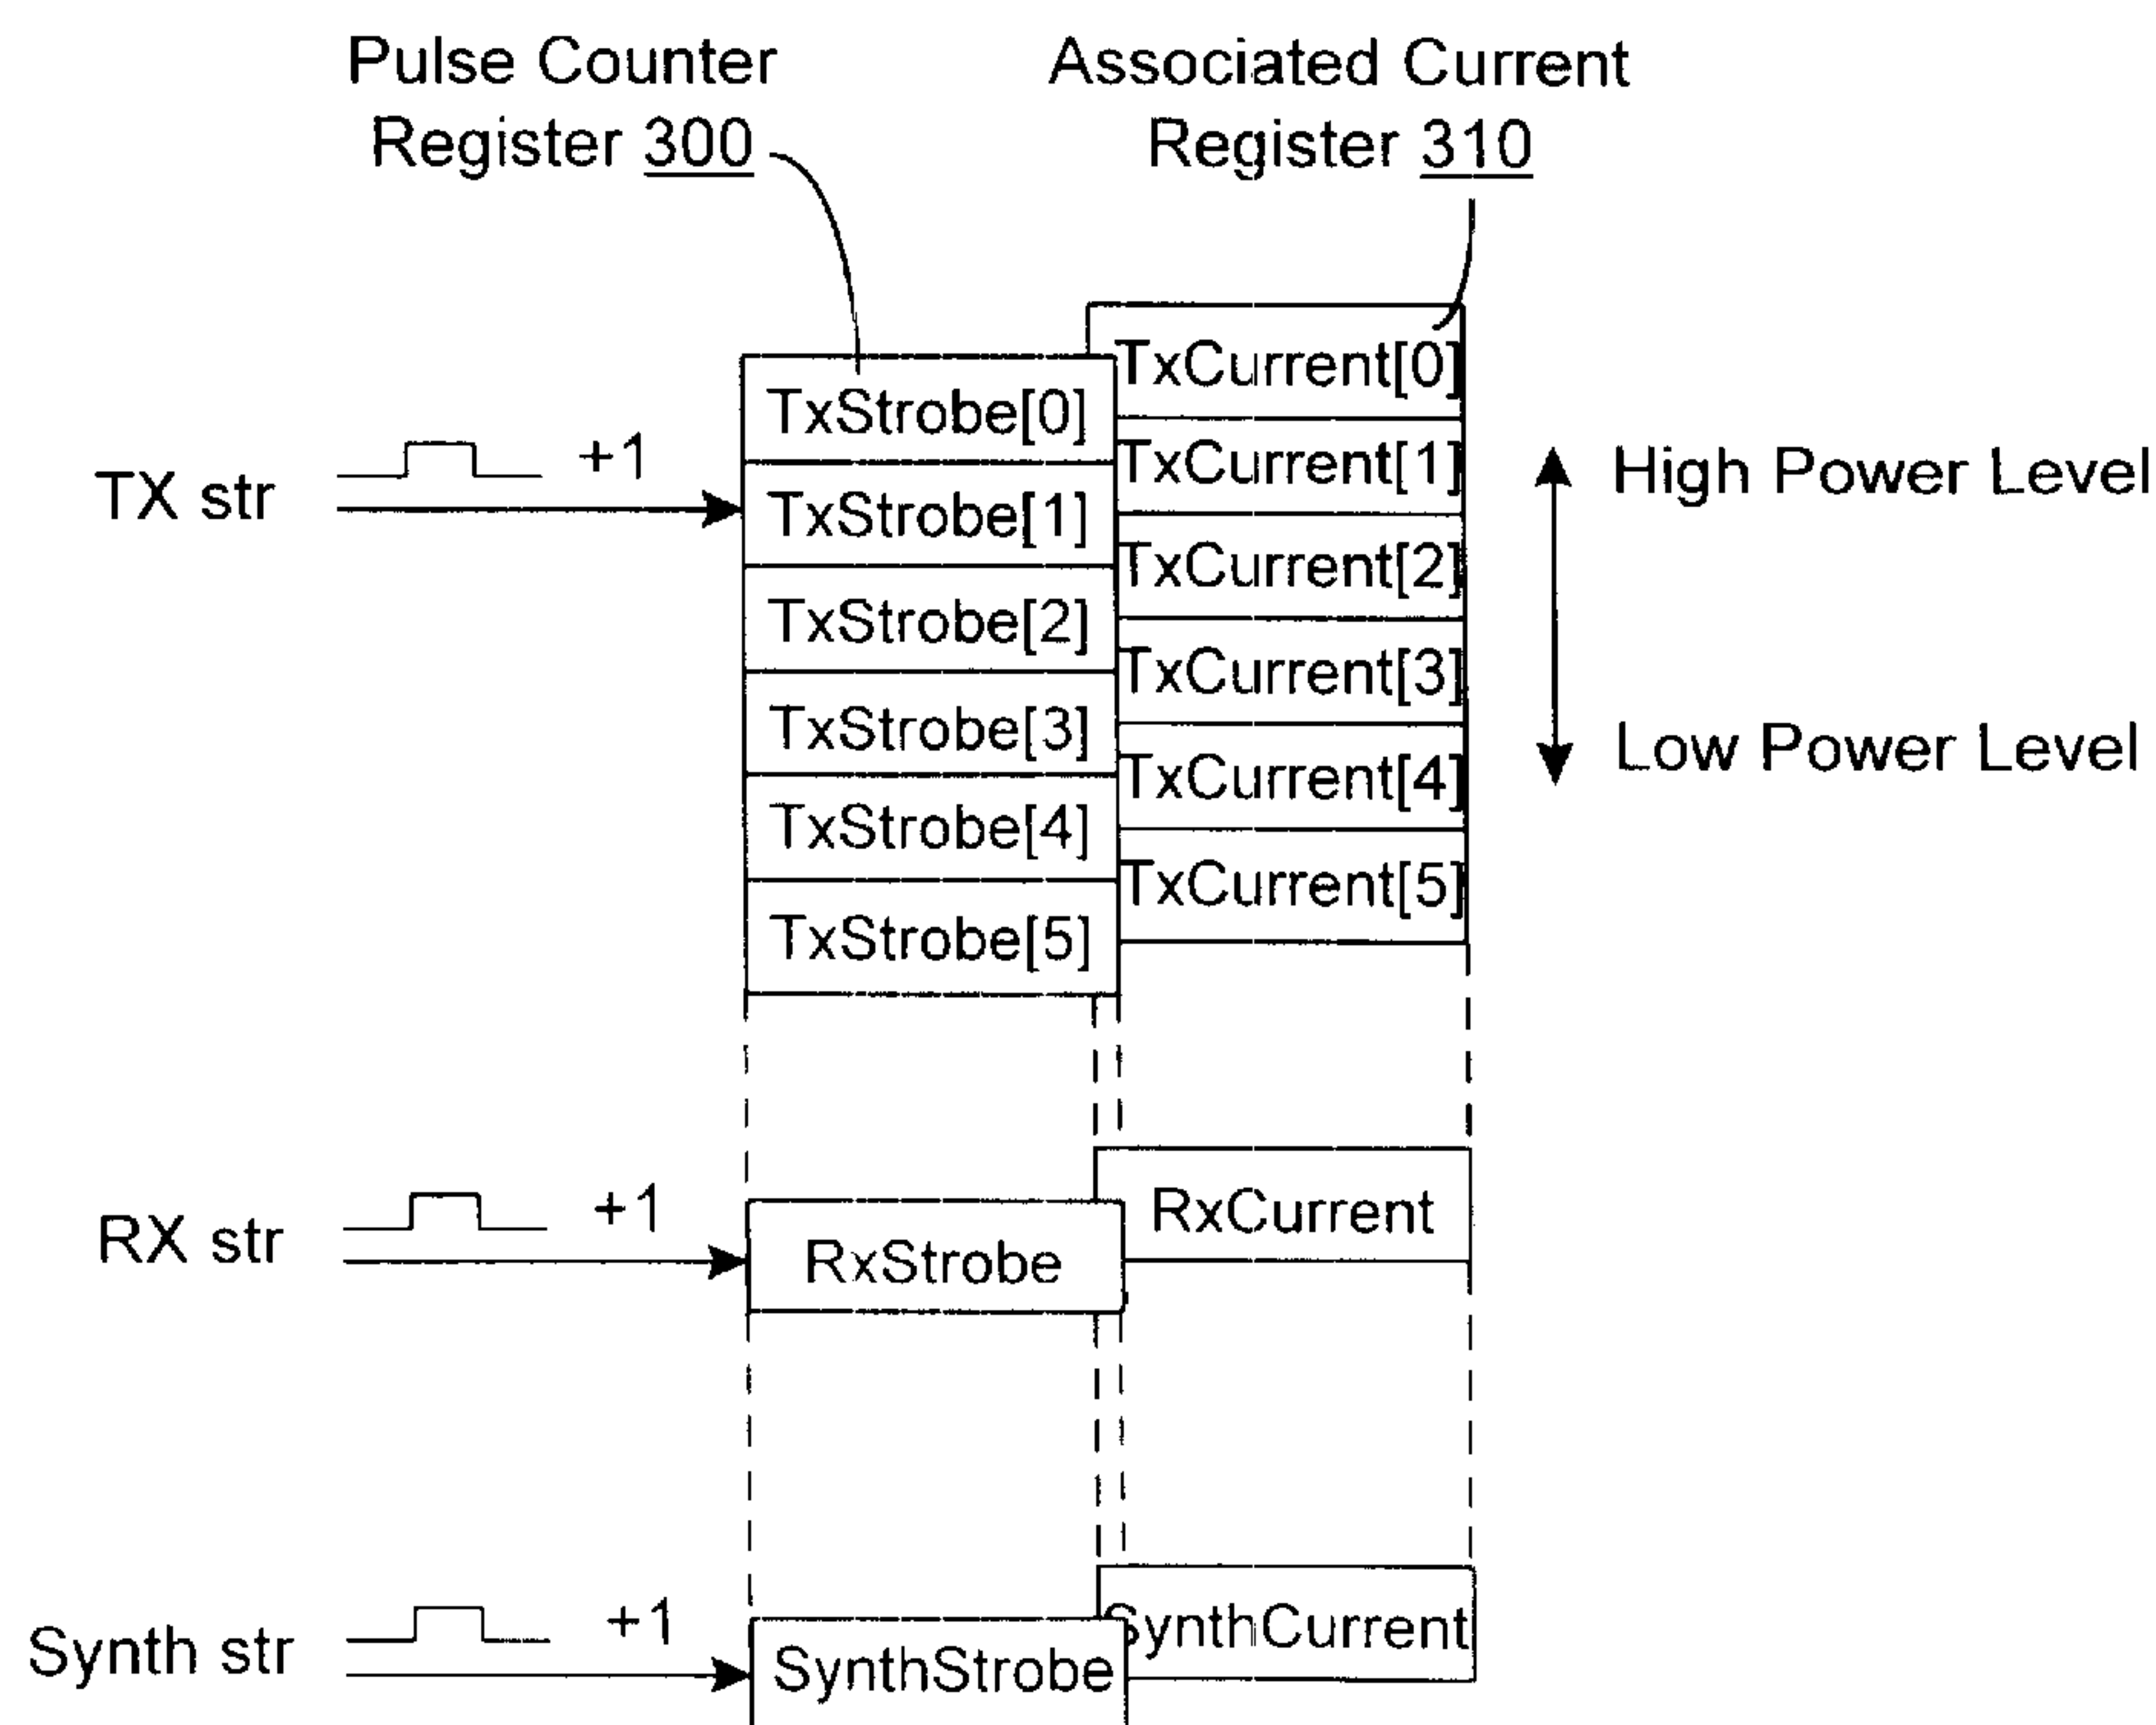 Pulse Counter
Register 300
Associated Current
Register 310
TxCurrent[0]
TxStrobe[0]
TX str
+1
TxCurrent[1]
High Power Level
TxStrobe[1]
TxCurrent[2]
TxStrobe[2]
TxCurrent[3]
TxStrobe[3]
TxCurrent[4]
Low Power Level
TxStrobe[4]
TxCurrent[5]
TxStrobe[5]
RX str
+1
RxCurrent
RxStrobe
Synth str
+1
SynthCurrent
SynthStrobe